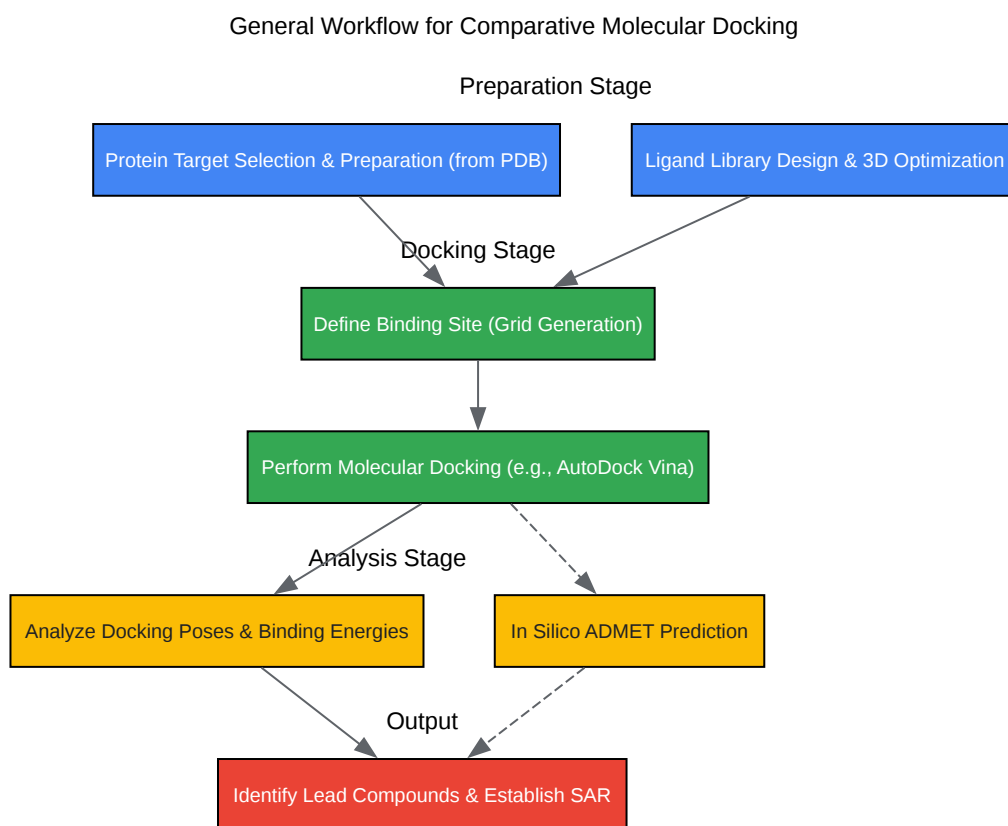 General Workflow for Comparative Molecular Docking
Preparation Stage
Protein Target Selection & Preparation (from PDB)
Ligand Library Design & 3D Optimization
Docking Stage
Define Binding Site (Grid Generation)
Perform Molecular Docking (e.g., AutoDock Vina)
Analysis Stage
Analyze Docking Poses & Binding Energies
In Silico ADMET Prediction
Output
Identify Lead Compounds & Establish SAR